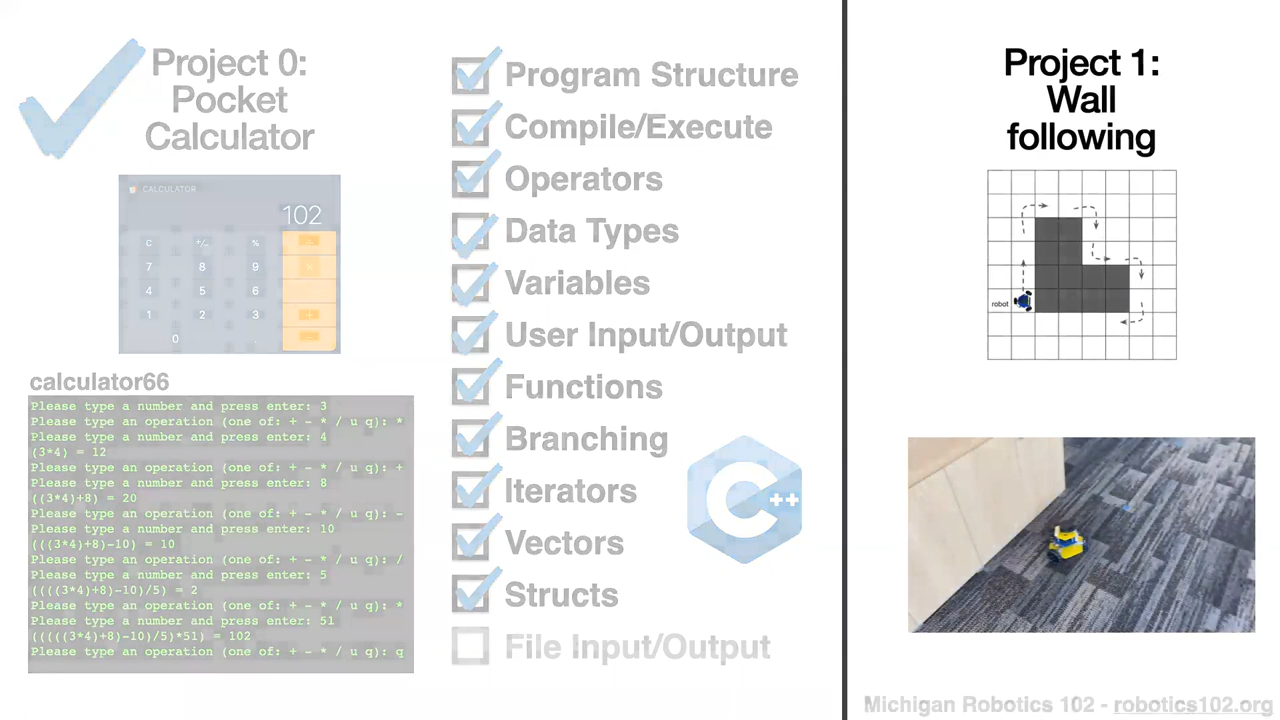 Project 0:
Pocket
Calculator
CALCULATOR
102
C +/- %
7 8 9
4 5 6
1 2 3
0 .
calculator66
Please type a number and press enter: 3
Please type an operation (one of: + - * / u q): *
Please type a number and press enter: 4
(3*4) = 12
Please type an operation (one of: + - * / u q): +
Please type a number and press enter: 8
((3*4)+8) = 20
Please type an operation (one of: + - * / u q): -
Please type a number and press enter: 10
(((3*4)+8)-10) = 10
Please type an operation (one of: + - * / u q): /
Please type a number and press enter: 5
((((3*4)+8)-10)/5) = 2
Please type an operation (one of: + - * / u q): *
Please type a number and press enter: 51
(((((3*4)+8)-10)/5)*51) = 102
Please type an operation (one of: + - * / u q): q
Program Structure
Compile/Execute
Operators
Data Types
Variables
User Input/Output
Functions
Branching
Iterators
Vectors
Structs
File Input/Output
C++
Project 1:
Wall
following
robot
Michigan Robotics 102 - robotics102.org